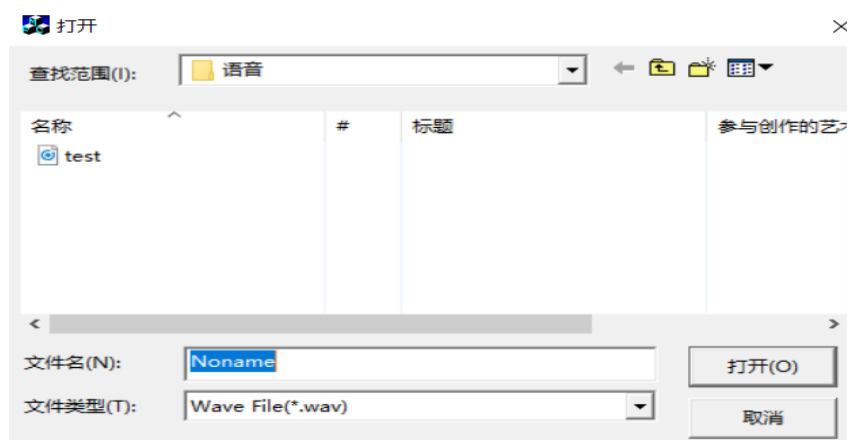 打开
查找范围(I): 语音
名称 # 标题 参与创作的艺
test
文件名(N): Noname 打开(O)
文件类型(T): Wave File(*.wav)
取消